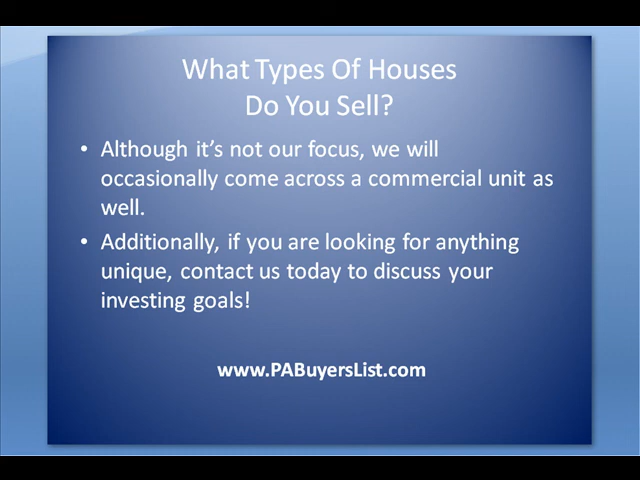 What Types Of Houses
Do You Sell?
• Although it’s not our focus, we will
occasionally come across a commercial unit as
well.
• Additionally, if you are looking for anything
unique, contact us today to discuss your
investing goals!
www.PABuyersList.com